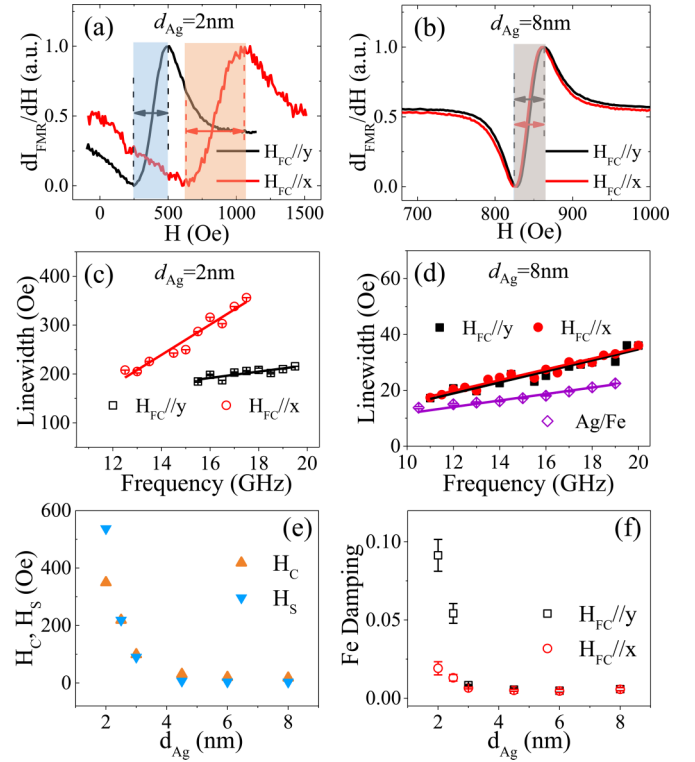 (a)
d_Ag=2nm
dI_FMR/dH (a.u.)
1.0
0.5
0.0
H_FC//y
H_FC//x
0
500
1000
1500
H (Oe)
(b)
d_Ag=8nm
dI_FMR/dH (a.u.)
1.0
0.5
0.0
H_FC//y
H_FC//x
700
800
900
1000
H (Oe)
(c)
d_Ag=2nm
Linewidth (Oe)
400
300
200
100
H_FC//y
H_FC//x
12
14
16
18
20
Frequency (GHz)
(d)
d_Ag=8nm
Linewidth (Oe)
60
40
20
0
H_FC//y
H_FC//x
Ag/Fe
10
12
14
16
18
20
Frequency (GHz)
(e)
H_C, H_S (Oe)
600
400
200
0
H_C
H_S
2
4
6
8
d_Ag (nm)
(f)
Fe Damping
0.10
0.05
0.00
H_FC//y
H_FC//x
2
4
6
8
d_Ag (nm)